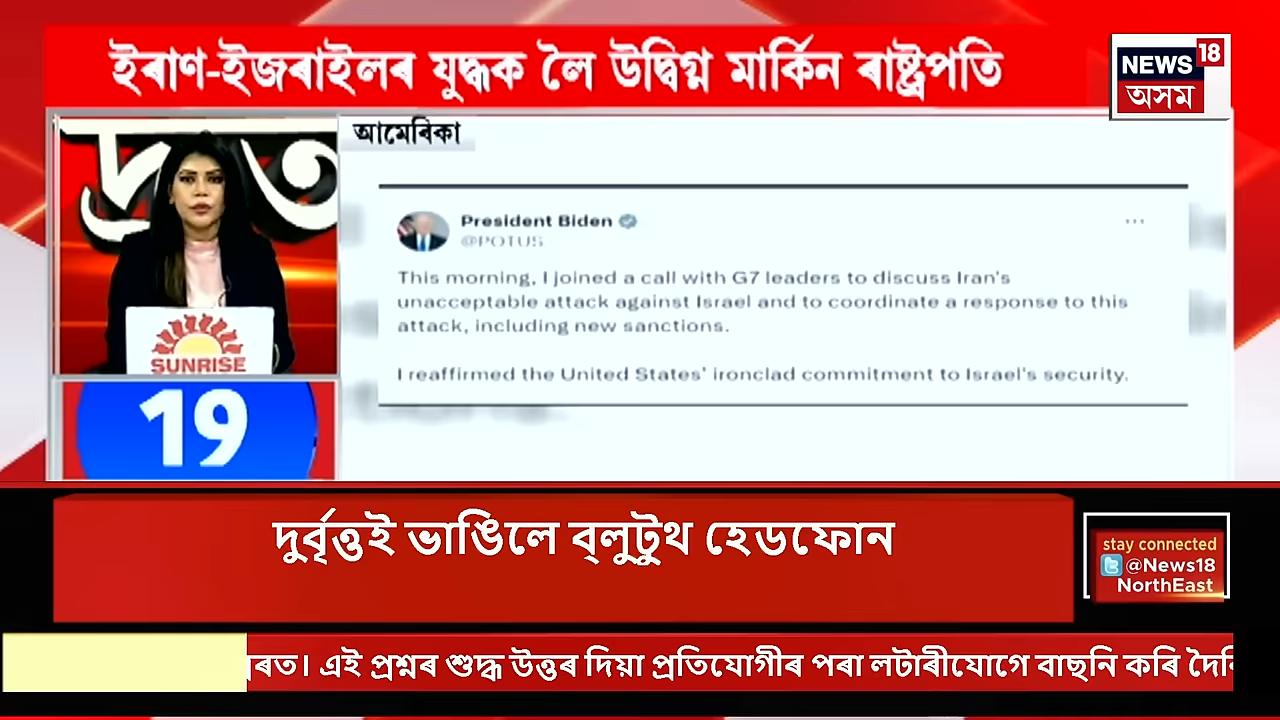 ইৰাণ-ইজৰাইলৰ যুদ্ধক লৈ উদ্বিগ্ন মাৰ্কিন ৰাষ্ট্ৰপতি
NEWS 18
অসম
আমেৰিকা
President Biden
@POTUS
This morning, I joined a call with G7 leaders to discuss Iran's
unacceptable attack against Israel and to coordinate a response to this
attack, including new sanctions.
I reaffirmed the United States' ironclad commitment to Israel's security.
SUNRISE
19
দুৰ্বৃত্তই ভাঙিলে ব্লুটুথ হেডফোন
stay connected
@News18
NorthEast
এই প্ৰশ্নৰ শুদ্ধ উত্তৰ দিয়া প্ৰতিযোগীৰ পৰা লটাৰীযোগে বাছনি কৰি